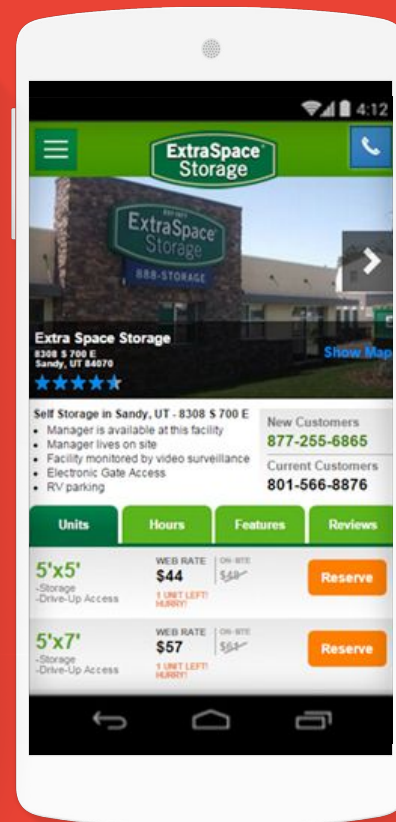 4:12
ExtraSpace
Storage
ExtraSpace
Storage
888-STORAGE
Extra Space Storage
8308 S 700 E
Sandy, UT 84070
Show Map
Self Storage in Sandy, UT - 8308 S 700 E
• Manager is available at this facility
• Manager lives on site
• Facility monitored by video surveillance
• Electronic Gate Access
• RV parking
New Customers
877-255-6865
Current Customers
801-566-8876
Units Hours Features Reviews
5'x5'
-Storage
-Drive-Up Access
WEB RATE
$44
1 UNIT LEFT!
HURRY!
ON-SITE
$48
Reserve
5'x7'
-Storage
-Drive-Up Access
WEB RATE
$57
1 UNIT LEFT!
HURRY!
ON-SITE
Reserve